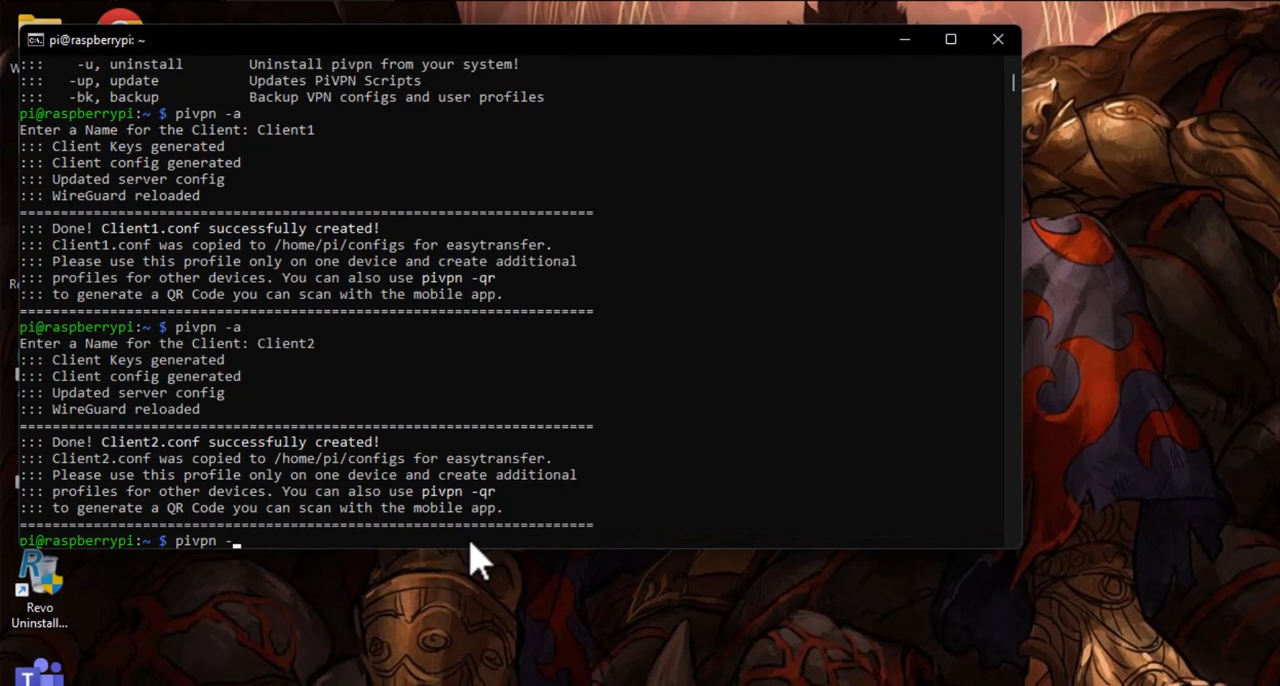 pi@raspberrypi: ~
::: -u, uninstall Uninstall pivpn from your system!
::: -up, update Updates PiVPN Scripts
::: -bk, backup Backup VPN configs and user profiles
pi@raspberrypi:~ $ pivpn -a
Enter a Name for the Client: Client1
::: Client Keys generated
::: Client config generated
::: Updated server config
::: WireGuard reloaded
======================================================================
::: Done! Client1.conf successfully created!
::: Client1.conf was copied to /home/pi/configs for easytransfer.
::: Please use this profile only on one device and create additional
::: profiles for other devices. You can also use pivpn -qr
::: to generate a QR Code you can scan with the mobile app.
======================================================================
pi@raspberrypi:~ $ pivpn -a
Enter a Name for the Client: Client2
::: Client Keys generated
::: Client config generated
::: Updated server config
::: WireGuard reloaded
======================================================================
::: Done! Client2.conf successfully created!
::: Client2.conf was copied to /home/pi/configs for easytransfer.
::: Please use this profile only on one device and create additional
::: profiles for other devices. You can also use pivpn -qr
::: to generate a QR Code you can scan with the mobile app.
======================================================================
pi@raspberrypi:~ $ pivpn -
Revo
Uninstall...